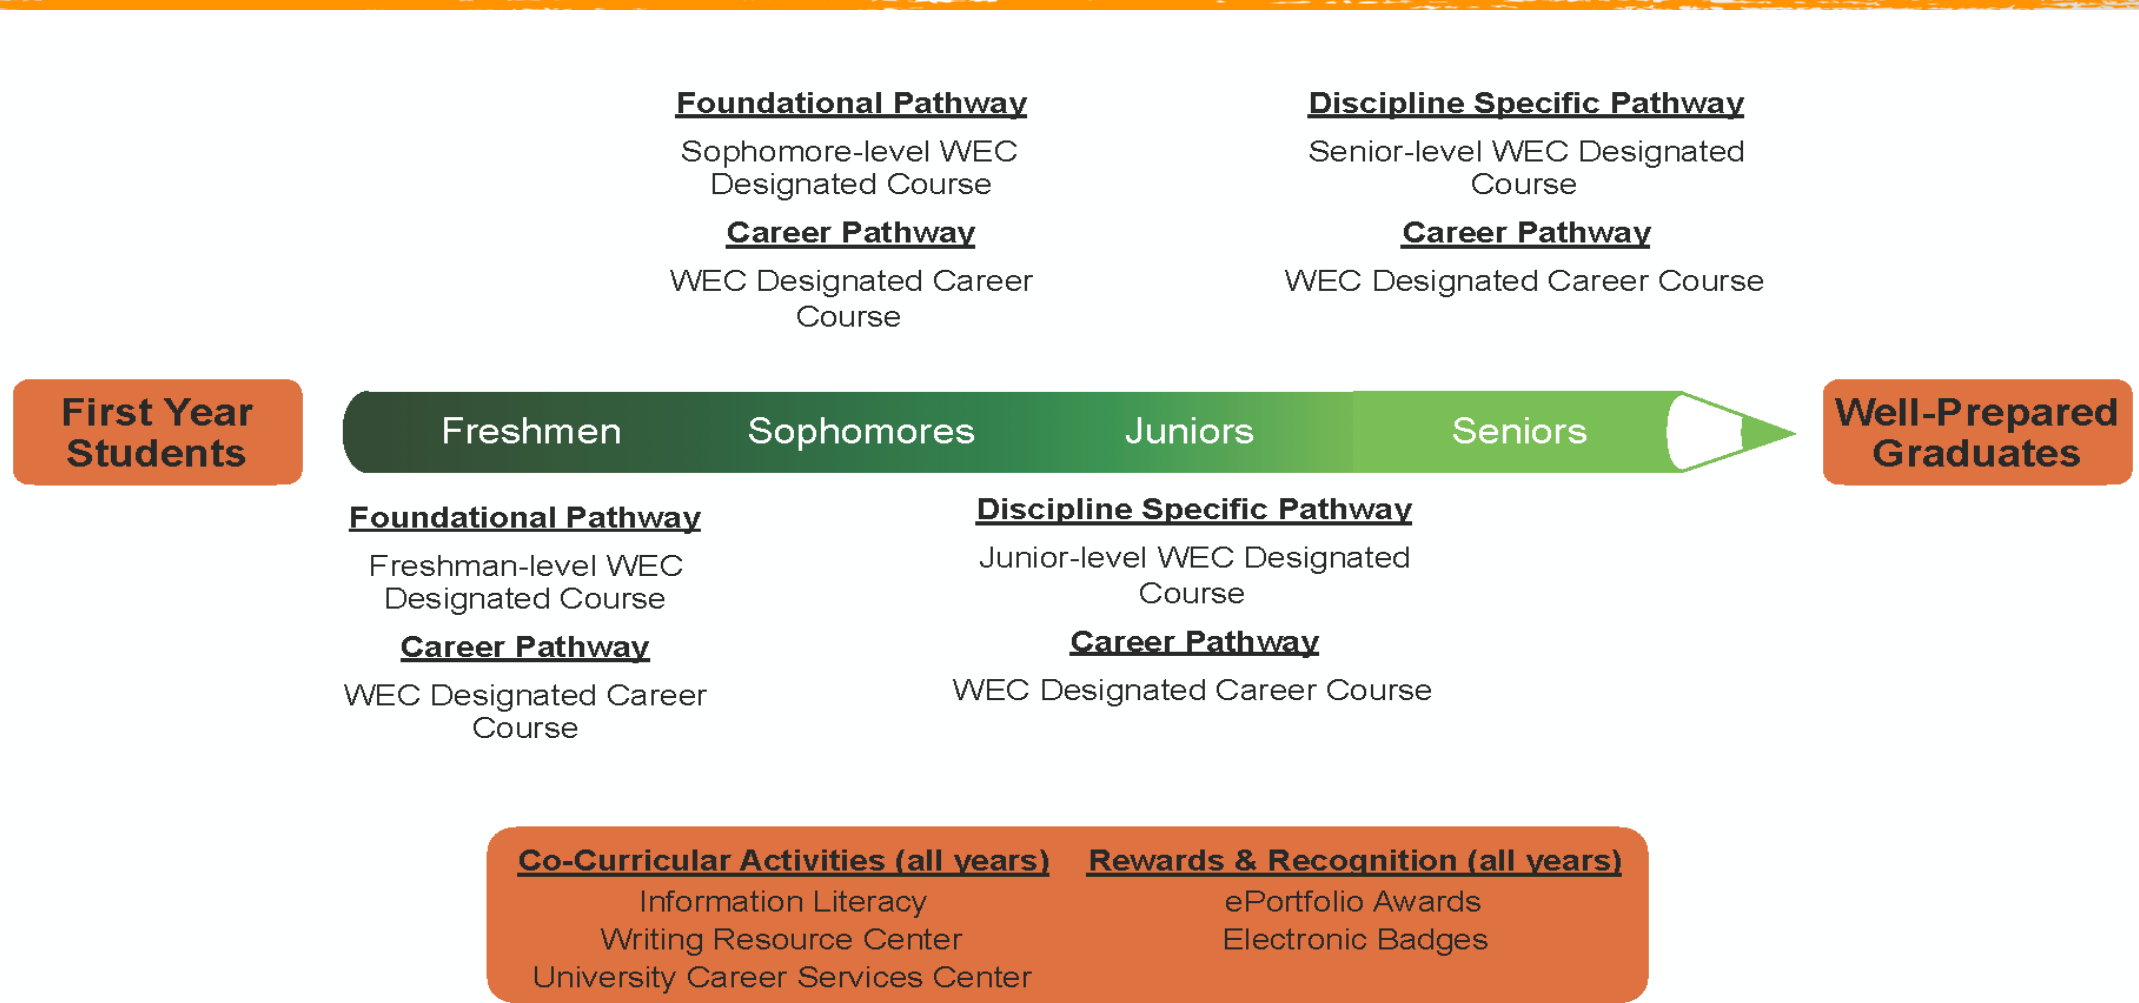 Foundational Pathway
Sophomore-level WEC
Designated Course
Career Pathway
WEC Designated Career
Course
Discipline Specific Pathway
Senior-level WEC Designated
Course
Career Pathway
WEC Designated Career Course
First Year
Students
Freshmen
Sophomores
Juniors
Seniors
Well-Prepared
Graduates
Foundational Pathway
Freshman-level WEC
Designated Course
Career Pathway
WEC Designated Career
Course
Discipline Specific Pathway
Junior-level WEC Designated
Course
Career Pathway
WEC Designated Career Course
Co-Curricular Activities (all years)
Information Literacy
Writing Resource Center
University Career Services Center
Rewards & Recognition (all years)
ePortfolio Awards
Electronic Badges